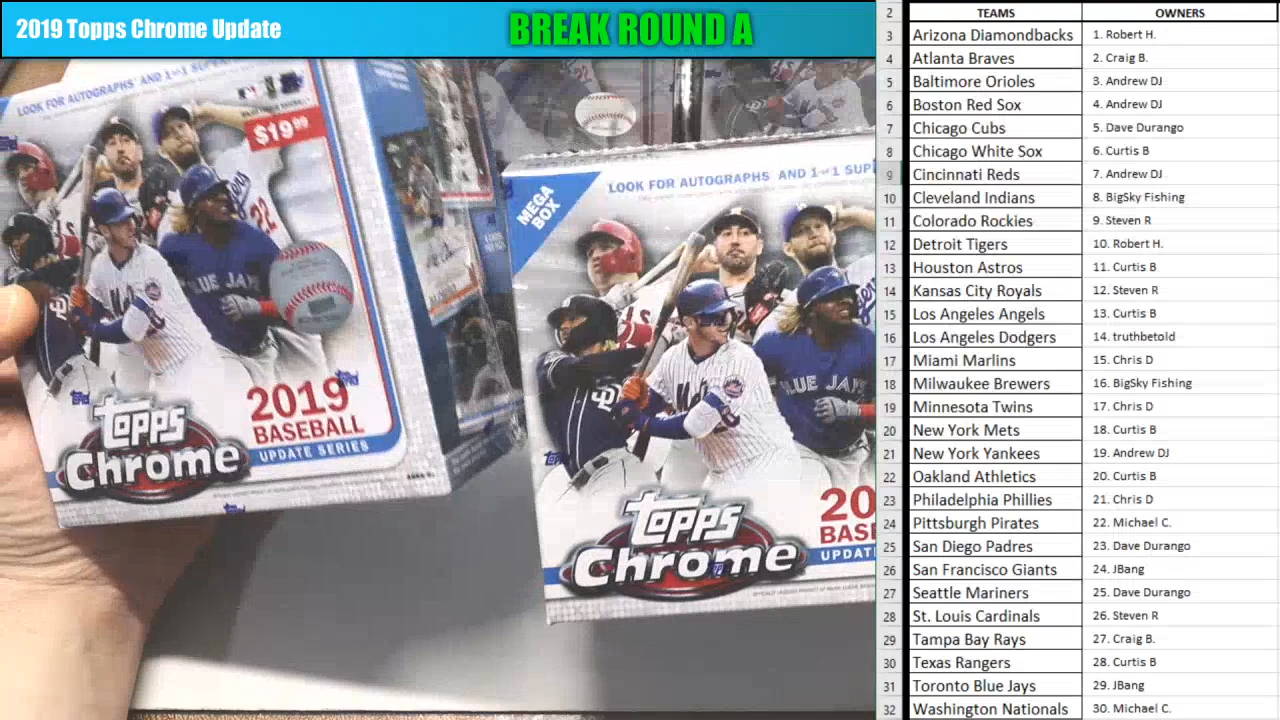 2019 Topps Chrome Update
BREAK ROUND A
LOOK FOR AUTOGRAPHS AND 1 of 1
$19.99
22
BLUE JAY
Topps
Chrome
2019
BASEBALL
UPDATE SERIES
MEGA
BOX
LOOK FOR AUTOGRAPHS AND 1 of 1
Mets
BLUE JAY
Topps
Chrome
20
BAS
UPDAT
2 TEAMS OWNERS
3 Arizona Diamondbacks 1. Robert H.
4 Atlanta Braves 2. Craig B.
5 Baltimore Orioles 3. Andrew DJ
6 Boston Red Sox 4. Andrew DJ
7 Chicago Cubs 5. Dave Durango
8 Chicago White Sox 6. Curtis B
9 Cincinnati Reds 7. Andrew DJ
10 Cleveland Indians 8. BigSky Fishing
11 Colorado Rockies 9. Steven R
12 Detroit Tigers 10. Robert H.
13 Houston Astros 11. Curtis B
14 Kansas City Royals 12. Steven R
15 Los Angeles Angels 13. Curtis B
16 Los Angeles Dodgers 14. truthbetold
17 Miami Marlins 15. Chris D
18 Milwaukee Brewers 16. BigSky Fishing
19 Minnesota Twins 17. Chris D
20 New York Mets 18. Curtis B
21 New York Yankees 19. Andrew DJ
22 Oakland Athletics 20. Curtis B
23 Philadelphia Phillies 21. Chris D
24 Pittsburgh Pirates 22. Michael C.
25 San Diego Padres 23. Dave Durango
26 San Francisco Giants 24. JBang
27 Seattle Mariners 25. Dave Durango
28 St. Louis Cardinals 26. Steven R
29 Tampa Bay Rays 27. Craig B.
30 Texas Rangers 28. Curtis B
31 Toronto Blue Jays 29. JBang
32 Washington Nationals 30. Michael C.